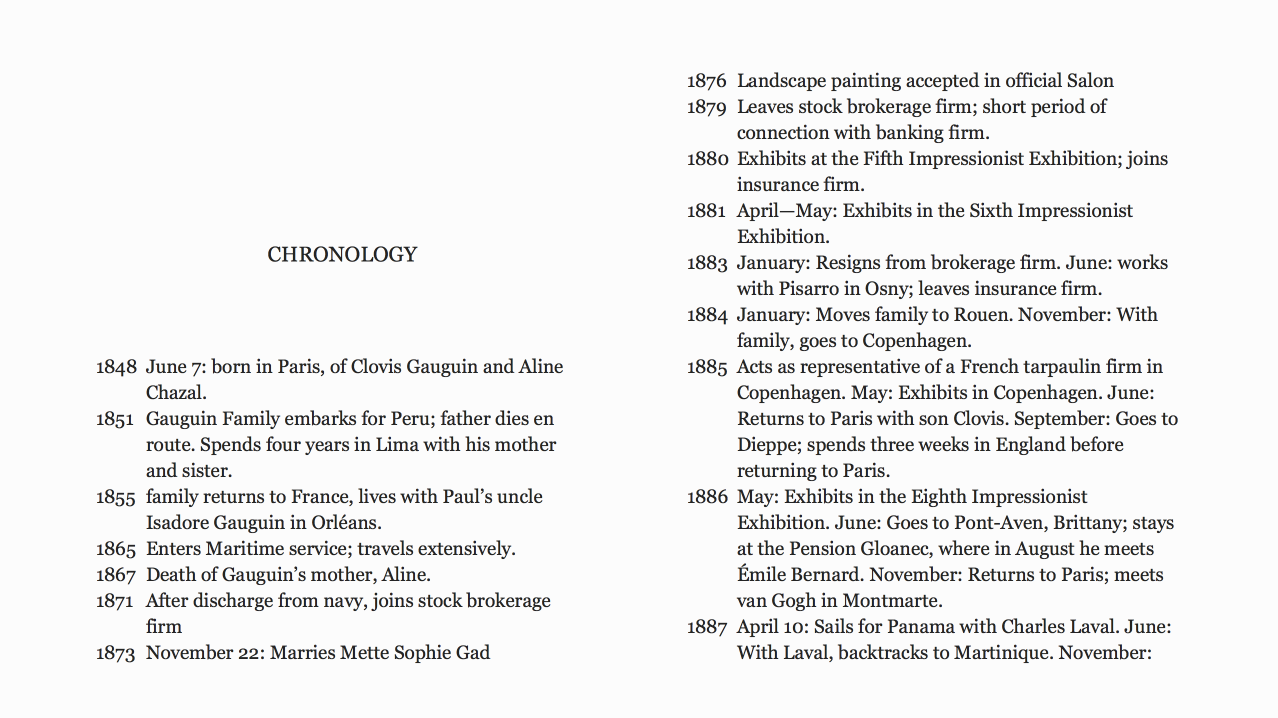 CHRONOLOGY
1848 June 7: born in Paris, of Clovis Gauguin and Aline
Chazal.
1851 Gauguin Family embarks for Peru; father dies en
route. Spends four years in Lima with his mother
and sister.
1855 family returns to France, lives with Paul’s uncle
Isadore Gauguin in Orléans.
1865 Enters Maritime service; travels extensively.
1867 Death of Gauguin’s mother, Aline.
1871 After discharge from navy, joins stock brokerage
firm
1873 November 22: Marries Mette Sophie Gad
1876 Landscape painting accepted in official Salon
1879 Leaves stock brokerage firm; short period of
connection with banking firm.
1880 Exhibits at the Fifth Impressionist Exhibition; joins
insurance firm.
1881 April—May: Exhibits in the Sixth Impressionist
Exhibition.
1883 January: Resigns from brokerage firm. June: works
with Pisarro in Osny; leaves insurance firm.
1884 January: Moves family to Rouen. November: With
family, goes to Copenhagen.
1885 Acts as representative of a French tarpaulin firm in
Copenhagen. May: Exhibits in Copenhagen. June:
Returns to Paris with son Clovis. September: Goes to
Dieppe; spends three weeks in England before
returning to Paris.
1886 May: Exhibits in the Eighth Impressionist
Exhibition. June: Goes to Pont-Aven, Brittany; stays
at the Pension Gloanec, where in August he meets
Émile Bernard. November: Returns to Paris; meets
van Gogh in Montmarte.
1887 April 10: Sails for Panama with Charles Laval. June:
With Laval, backtracks to Martinique. November: